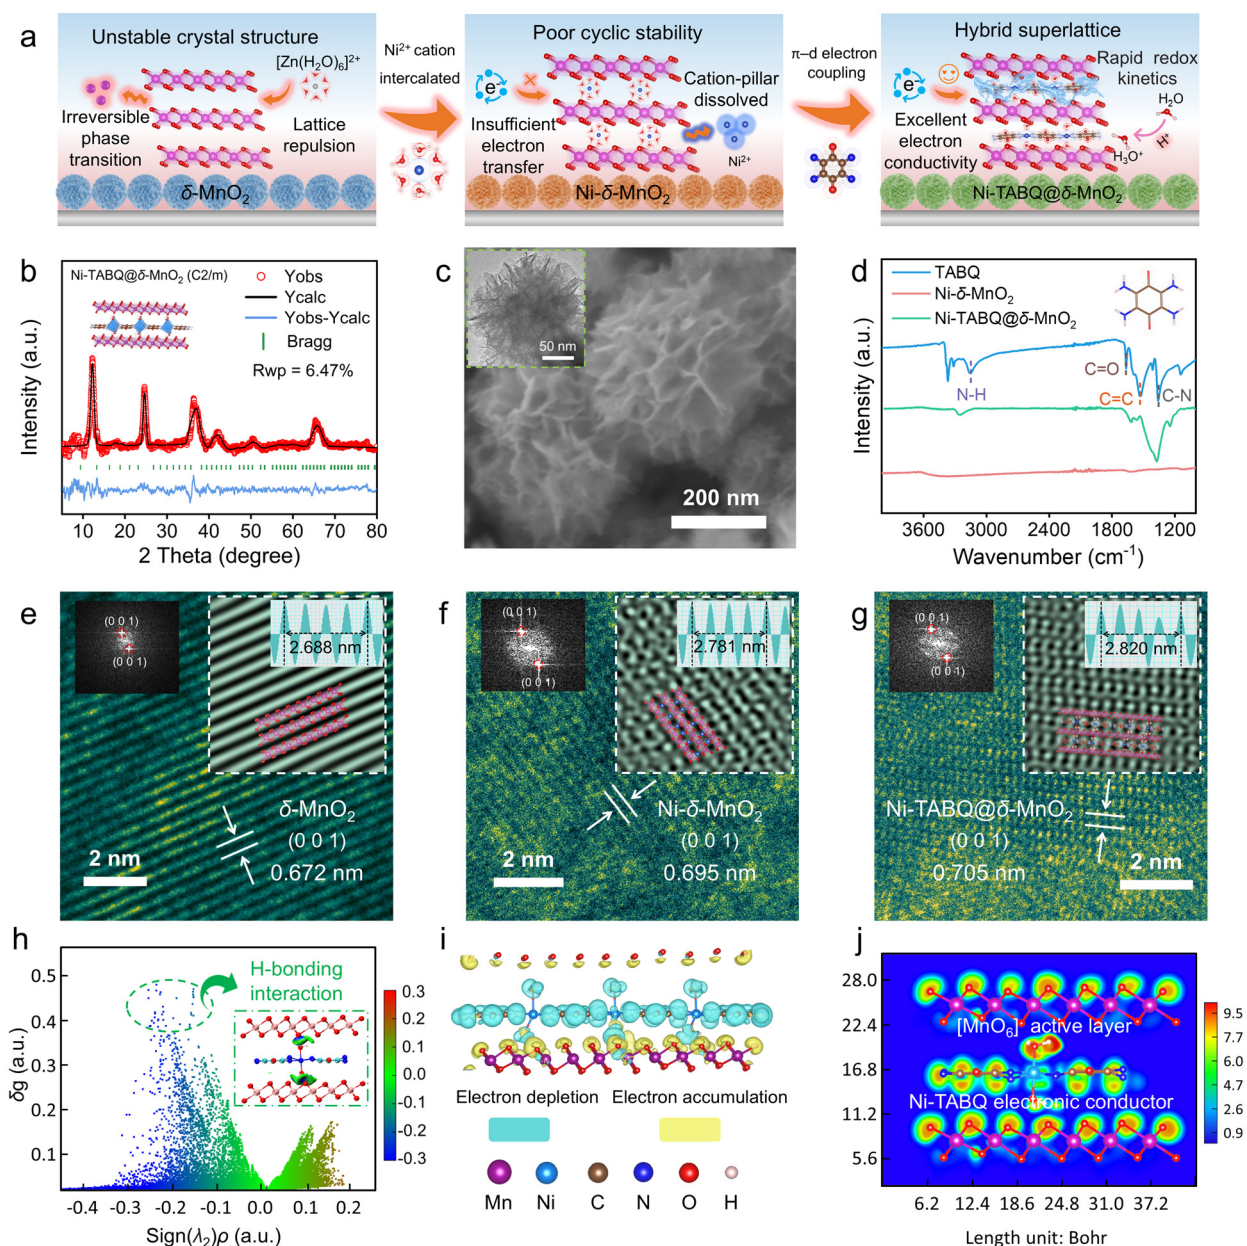 a
Unstable crystal structure
[Zn(H₂O)₆]²⁺
Irreversible
phase
transition
Lattice
repulsion
δ-MnO₂
Ni²⁺ cation
intercalated
Poor cyclic stability
e⁻
Cation-pillar
dissolved
Insufficient
electron
transfer
Ni²⁺
Ni-δ-MnO₂
π–d electron
coupling
Hybrid superlattice
e⁻
Rapid redox
kinetics
H₂O
Excellent
electron
conductivity
H₃O⁺
H⁺
Ni-TABQ@δ-MnO₂
b
Ni-TABQ@δ-MnO₂ (C2/m)
Yobs
Ycalc
Yobs-Ycalc
Bragg
Rwp = 6.47%
Intensity (a.u.)
10 20 30 40 50 60 70 80
2 Theta (degree)
c
50 nm
200 nm
d
TABQ
Ni-δ-MnO₂
Ni-TABQ@δ-MnO₂
N-H
C=O
C=C
C-N
Intensity (a.u.)
3600 3000 2400 1800 1200
Wavenumber (cm⁻¹)
e
(0 0 1)
(0 0 1)
2.688 nm
δ-MnO₂
(0 0 1)
0.672 nm
2 nm
f
(0 0 1)
(0 0 1)
2.781 nm
Ni-δ-MnO₂
(0 0 1)
0.695 nm
2 nm
g
(0 0 1)
(0 0 1)
2.820 nm
Ni-TABQ@δ-MnO₂
(0 0 1)
0.705 nm
2 nm
h
H-bonding
interaction
δg (a.u.)
0.5
0.4
0.3
0.2
0.1
-0.4 -0.3 -0.2 -0.1 0.0 0.1 0.2
Sign(λ₂)ρ (a.u.)
0.3
0.2
0.1
0.0
-0.1
-0.2
-0.3
i
Electron depletion
Electron accumulation
Mn Ni C N O H
j
28.0
22.4
16.8
11.2
5.6
[MnO₆] active layer
Ni-TABQ electronic conductor
6.2 12.4 18.6 24.8 31.0 37.2
Length unit: Bohr
9.5
7.8
6.0
4.7
2.6
0.9